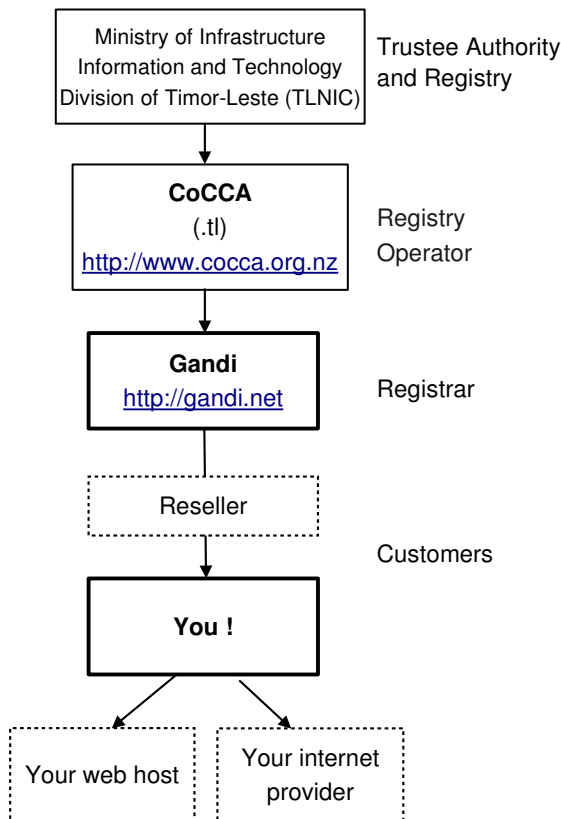 Ministry of Infrastructure
Information and Technology
Division of Timor-Leste (TLNIC)
Trustee Authority
and Registry
CoCCA
(.tl)
http://www.cocca.org.nz
Registry
Operator
Gandi
http://gandi.net
Registrar
Reseller
Customers
You !
Your web host
Your internet
provider